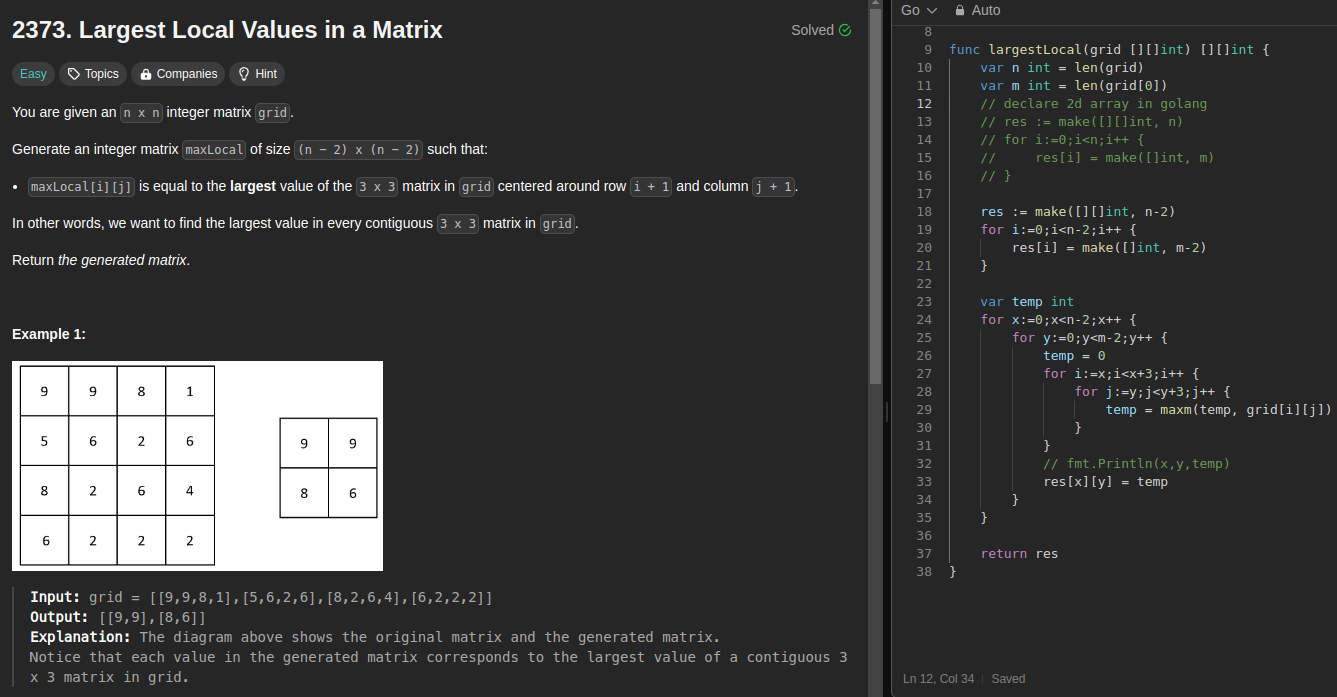 2373. Largest Local Values in a Matrix
Solved
Easy
Topics
Companies
Hint
You are given an n x n integer matrix grid.
Generate an integer matrix maxLocal of size (n − 2) x (n − 2) such that:
• maxLocal[i][j] is equal to the largest value of the 3 x 3 matrix in grid centered around row i + 1 and column j + 1.
In other words, we want to find the largest value in every contiguous 3 x 3 matrix in grid.
Return the generated matrix.
Example 1:
9 9 8 1
5 6 2 6
8 2 6 4
6 2 2 2
9 9
8 6
Input: grid = [[9,9,8,1],[5,6,2,6],[8,2,6,4],[6,2,2,2]]
Output: [[9,9],[8,6]]
Explanation: The diagram above shows the original matrix and the generated matrix.
Notice that each value in the generated matrix corresponds to the largest value of a contiguous 3
x 3 matrix in grid.
Go
Auto
8
9 func largestLocal(grid [][]int) [][]int {
10     var n int = len(grid)
11     var m int = len(grid[0])
12     // declare 2d array in golang
13     // res := make([][]int, n)
14     // for i:=0;i<n;i++ {
15     //     res[i] = make([]int, m)
16     // }
17
18     res := make([][]int, n-2)
19     for i:=0;i<n-2;i++ {
20         res[i] = make([]int, m-2)
21     }
22
23     var temp int
24     for x:=0;x<n-2;x++ {
25         for y:=0;y<m-2;y++ {
26             temp = 0
27             for i:=x;i<x+3;i++ {
28                 for j:=y;j<y+3;j++ {
29                     temp = maxm(temp, grid[i][j])
30                 }
31             }
32             // fmt.Println(x,y,temp)
33             res[x][y] = temp
34         }
35     }
36
37     return res
38 }
Ln 12, Col 34
Saved